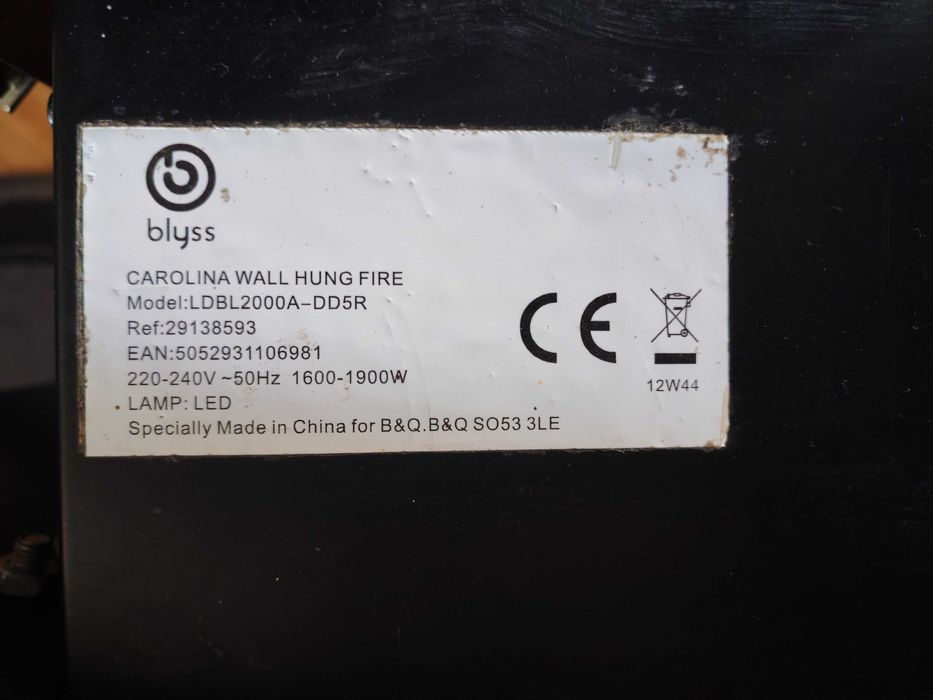 blyss
CAROLINA WALL HUNG FIRE
Model:LDBL2000A-DD5R
Ref:29138593
EAN:5052931106981
220-240V ~50Hz 1600-1900W
LAMP: LED
Specially Made in China for B&Q.B&Q SO53 3LE
CE
12W44